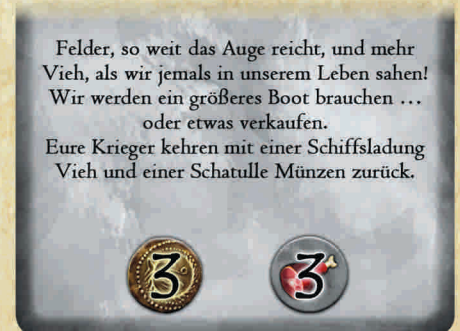 Felder, so weit das Auge reicht, und mehr
Vieh, als wir jemals in unserem Leben sahen!
Wir werden ein größeres Boot brauchen …
oder etwas verkaufen.
Eure Krieger kehren mit einer Schiffsladung
Vieh und einer Schatulle Münzen zurück.
3 3